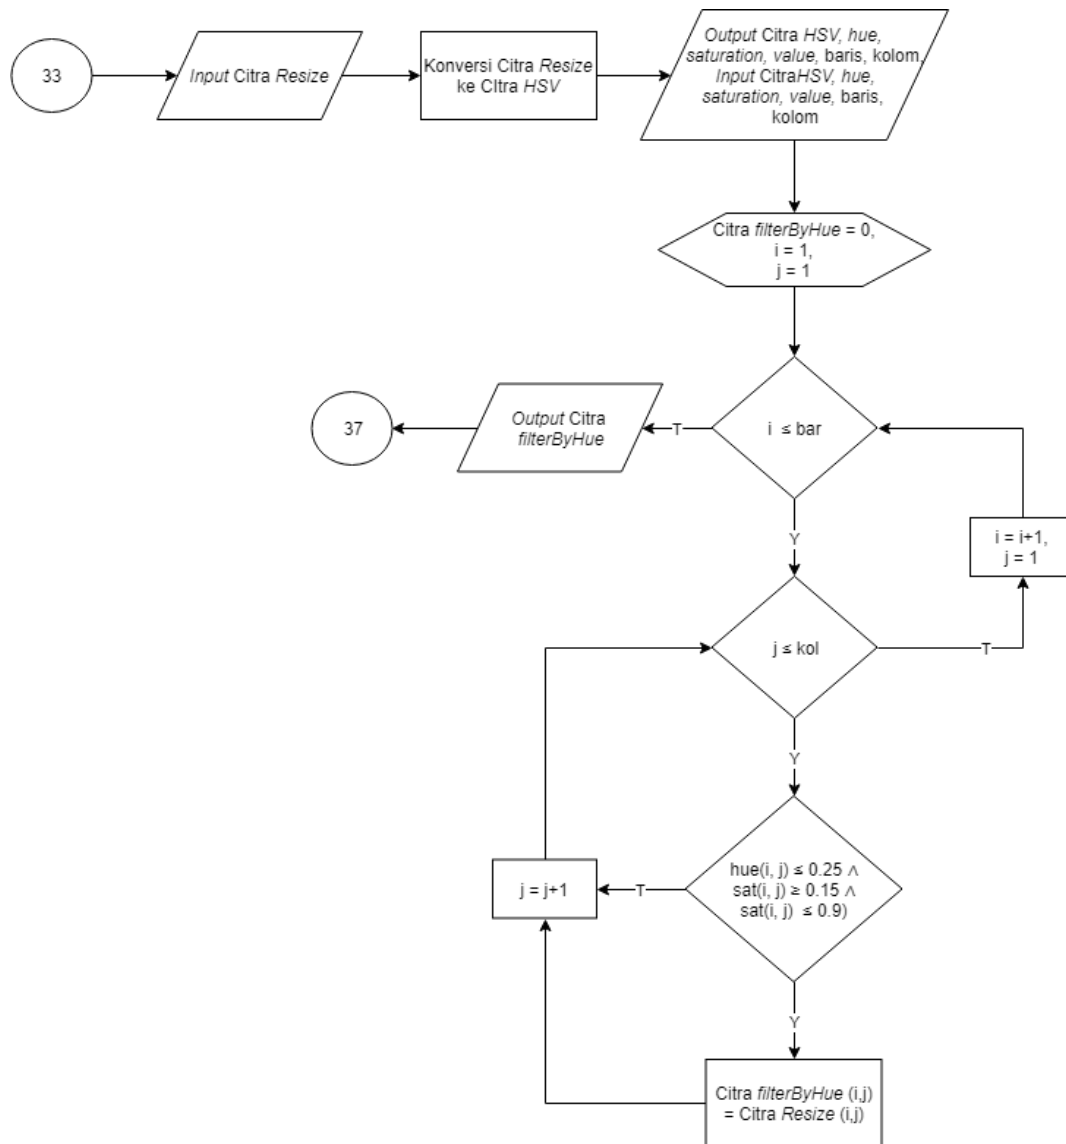 33
Input Citra Resize
Konversi Citra Resize
ke CItra HSV
Output Citra HSV, hue,
saturation, value, baris, kolom,
Input CitraHSV, hue,
saturation, value, baris,
kolom
Citra filterByHue = 0,
i = 1,
j = 1
37
Output Citra
filterByHue
T
i ≤ bar
Y
i = i+1,
j = 1
j ≤ kol
T
Y
j = j+1
T
hue(i, j) ≤ 0.25 ∧
sat(i, j) ≥ 0.15 ∧
sat(i, j) ≤ 0.9)
Y
Citra filterByHue (i,j)
= Citra Resize (i,j)